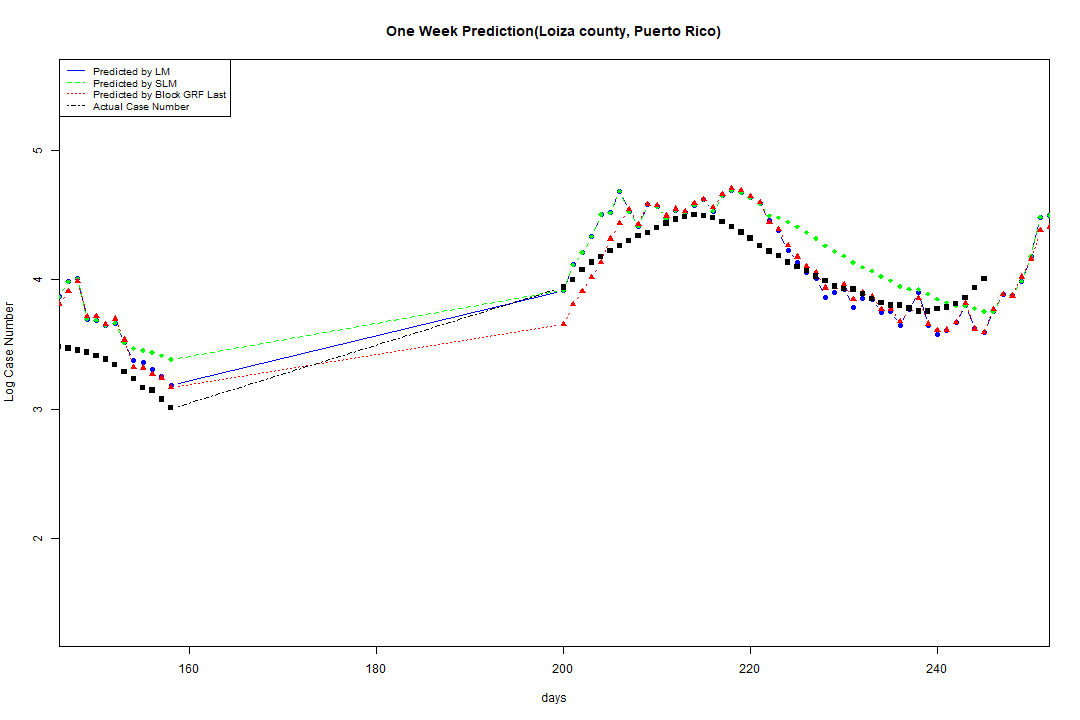 One Week Prediction(Loiza county, Puerto Rico)
Predicted by LM
Predicted by SLM
Predicted by Block GRF Last
Actual Case Number
5
4
3
2
Log Case Number
160 180 200 220 240
days